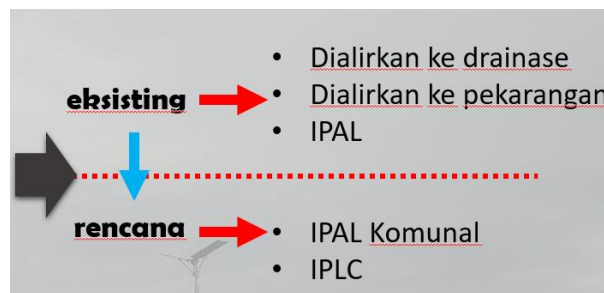 • Dialirkan ke drainase
eksisting • Dialirkan ke pekarangan
• IPAL
rencana • IPAL Komunal
• IPLC